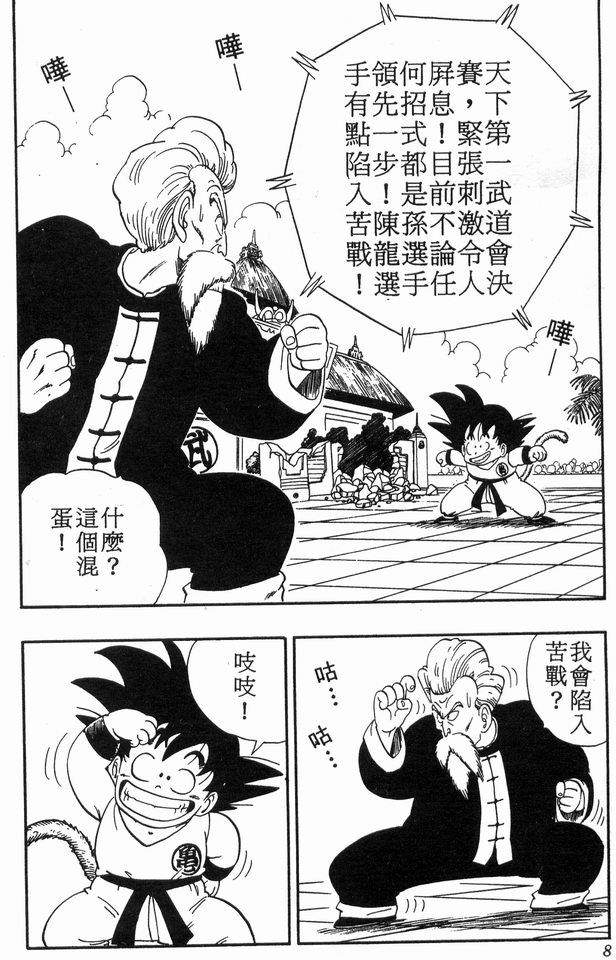 嘩—
天下第一武道會決
賽，緊張刺激令人
屏息！目前不論任
何招式都是孫選手
領先一步！陳龍選
手有點陷入苦戰！
嘩—
嘩—
武
什麼？
這個混
蛋！
我會陷入
苦戰？
咕…
咕…
吱吱！
龜
8